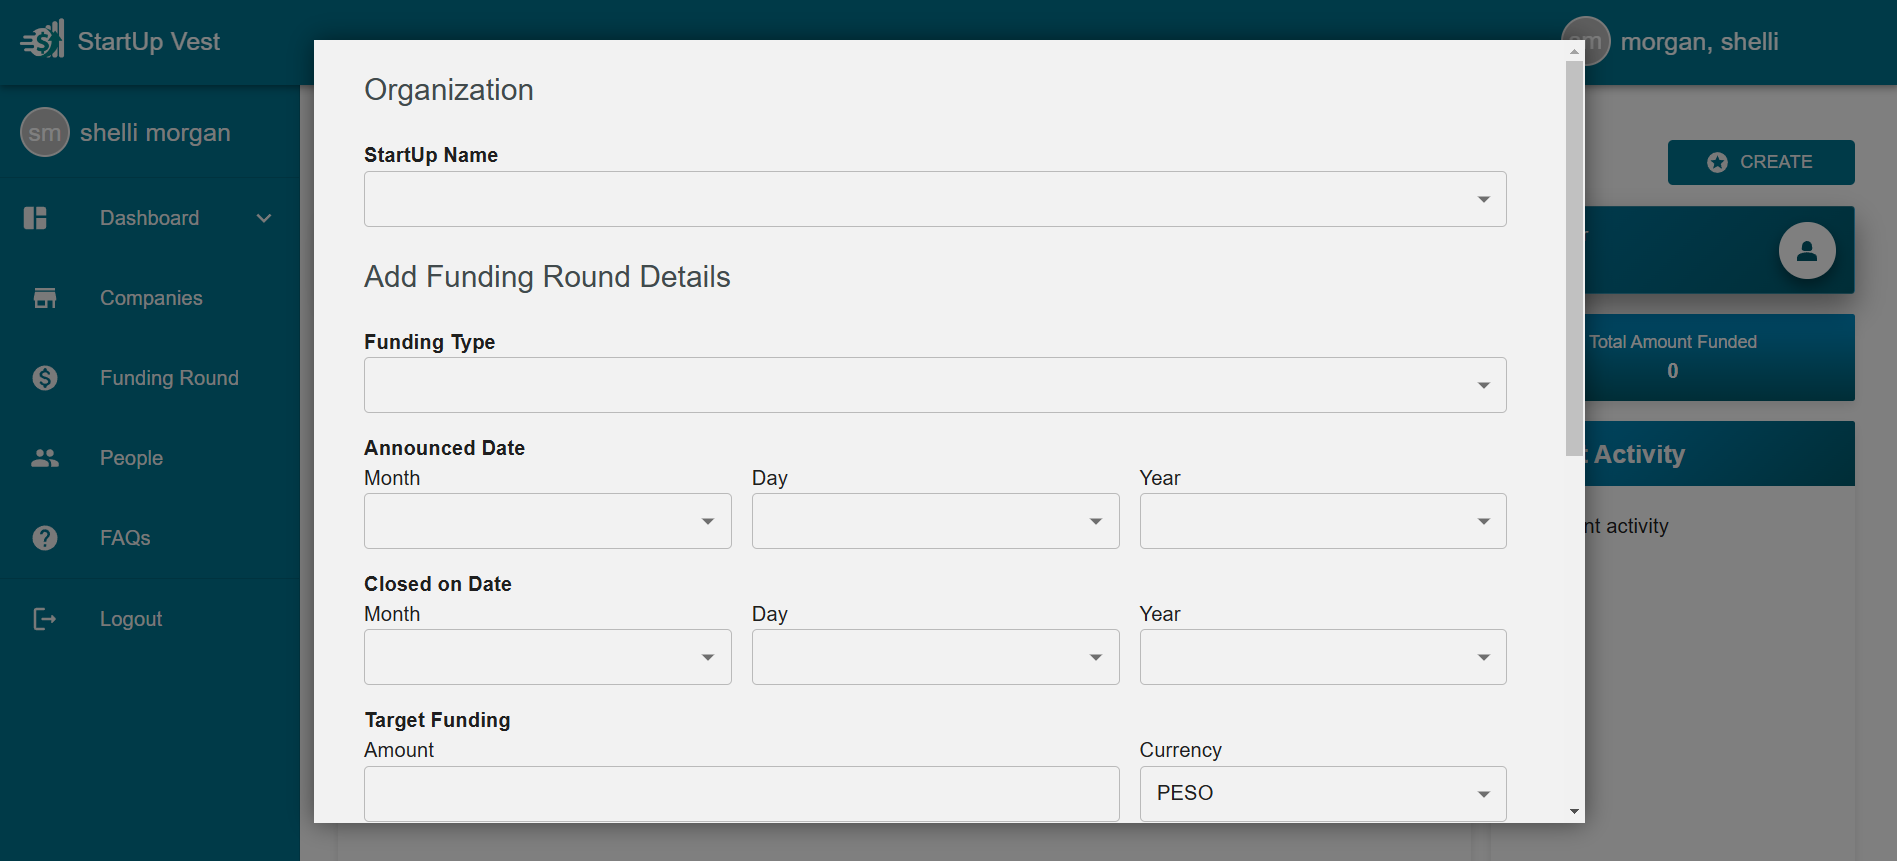 StartUp Vest
sm morgan, shelli
sm shelli morgan
Dashboard
Companies
Funding Round
People
FAQs
Logout
Organization
StartUp Name
Add Funding Round Details
Funding Type
Announced Date
Month Day Year
Closed on Date
Month Day Year
Target Funding
Amount Currency
PESO
CREATE
Total Amount Funded
0
Activity
activity